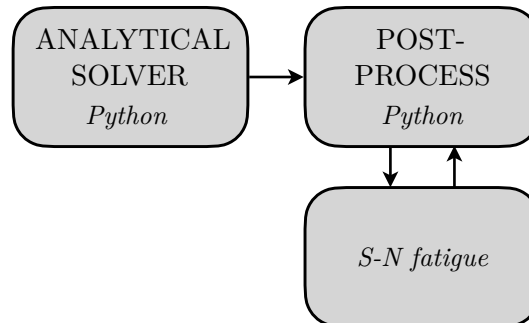 ANALYTICAL
SOLVER
Python
POST-
PROCESS
Python
S-N fatigue